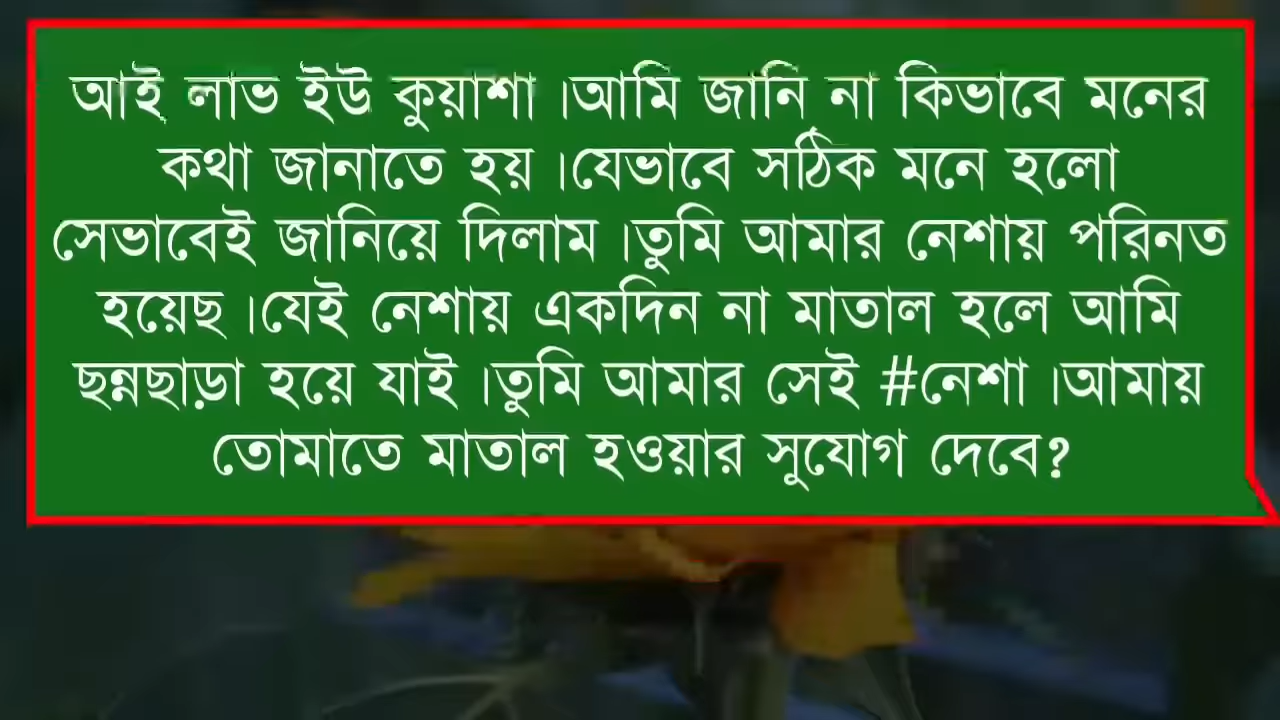 আই লাভ ইউ কুয়াশা ।আমি জানি না কিভাবে মনের
কথা জানাতে হয় ।যেভাবে সঠিক মনে হলো
সেভাবেই জানিয়ে দিলাম ।তুমি আমার নেশায় পরিনত
হয়েছ ।যেই নেশায় একদিন না মাতাল হলে আমি
ছন্নছাড়া হয়ে যাই ।তুমি আমার সেই #নেশা ।আমায়
তোমাতে মাতাল হওয়ার সুযোগ দেবে?